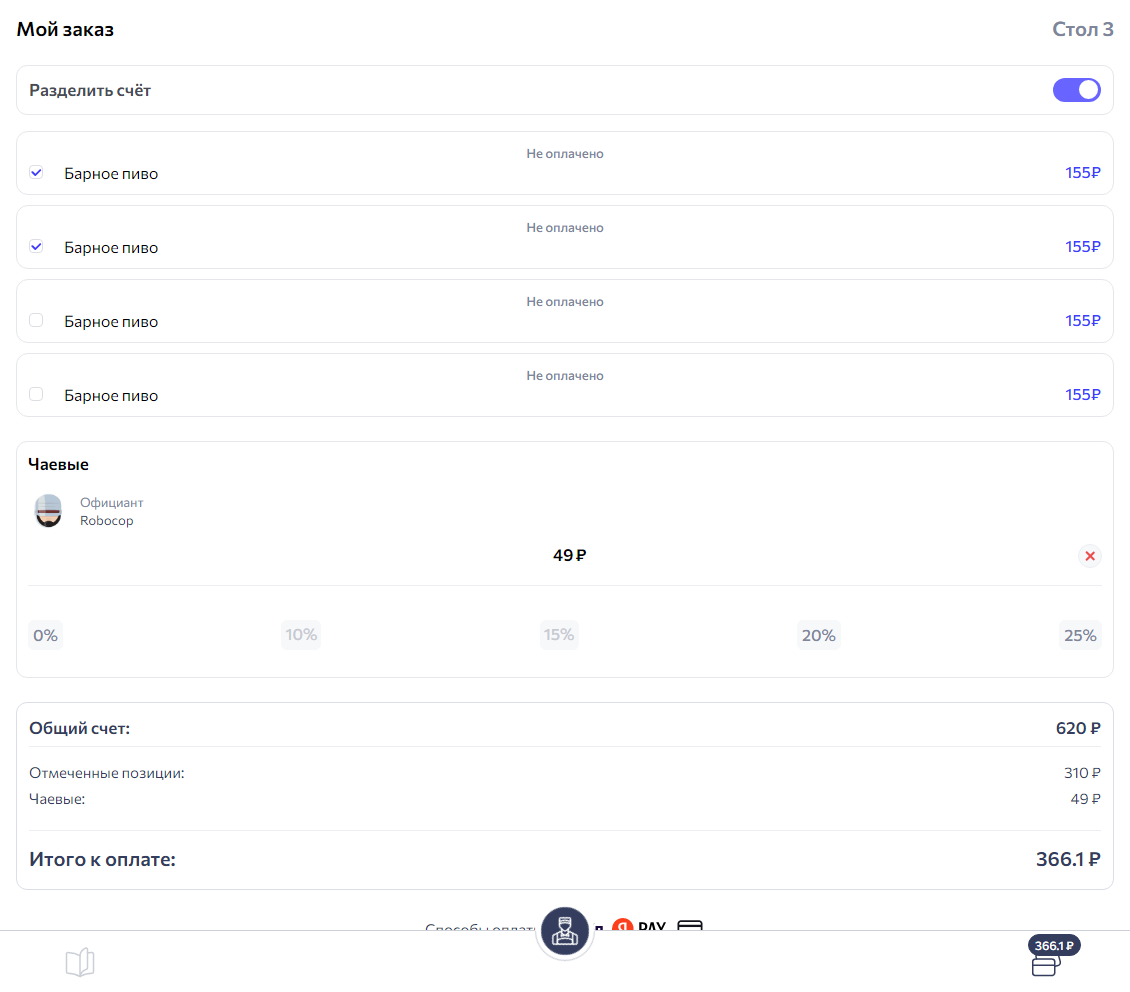 Мой заказ Стол 3
Разделить счёт
Не оплачено
Барное пиво 155₽
Не оплачено
Барное пиво 155₽
Не оплачено
Барное пиво 155₽
Не оплачено
Барное пиво 155₽
Чаевые
Официант
Robocop
49 ₽
0% 10% 15% 20% 25%
Общий счет: 620 ₽
Отмеченные позиции: 310 ₽
Чаевые: 49 ₽
Итого к оплате: 366.1 ₽
Способы PAY
366.1 ₽